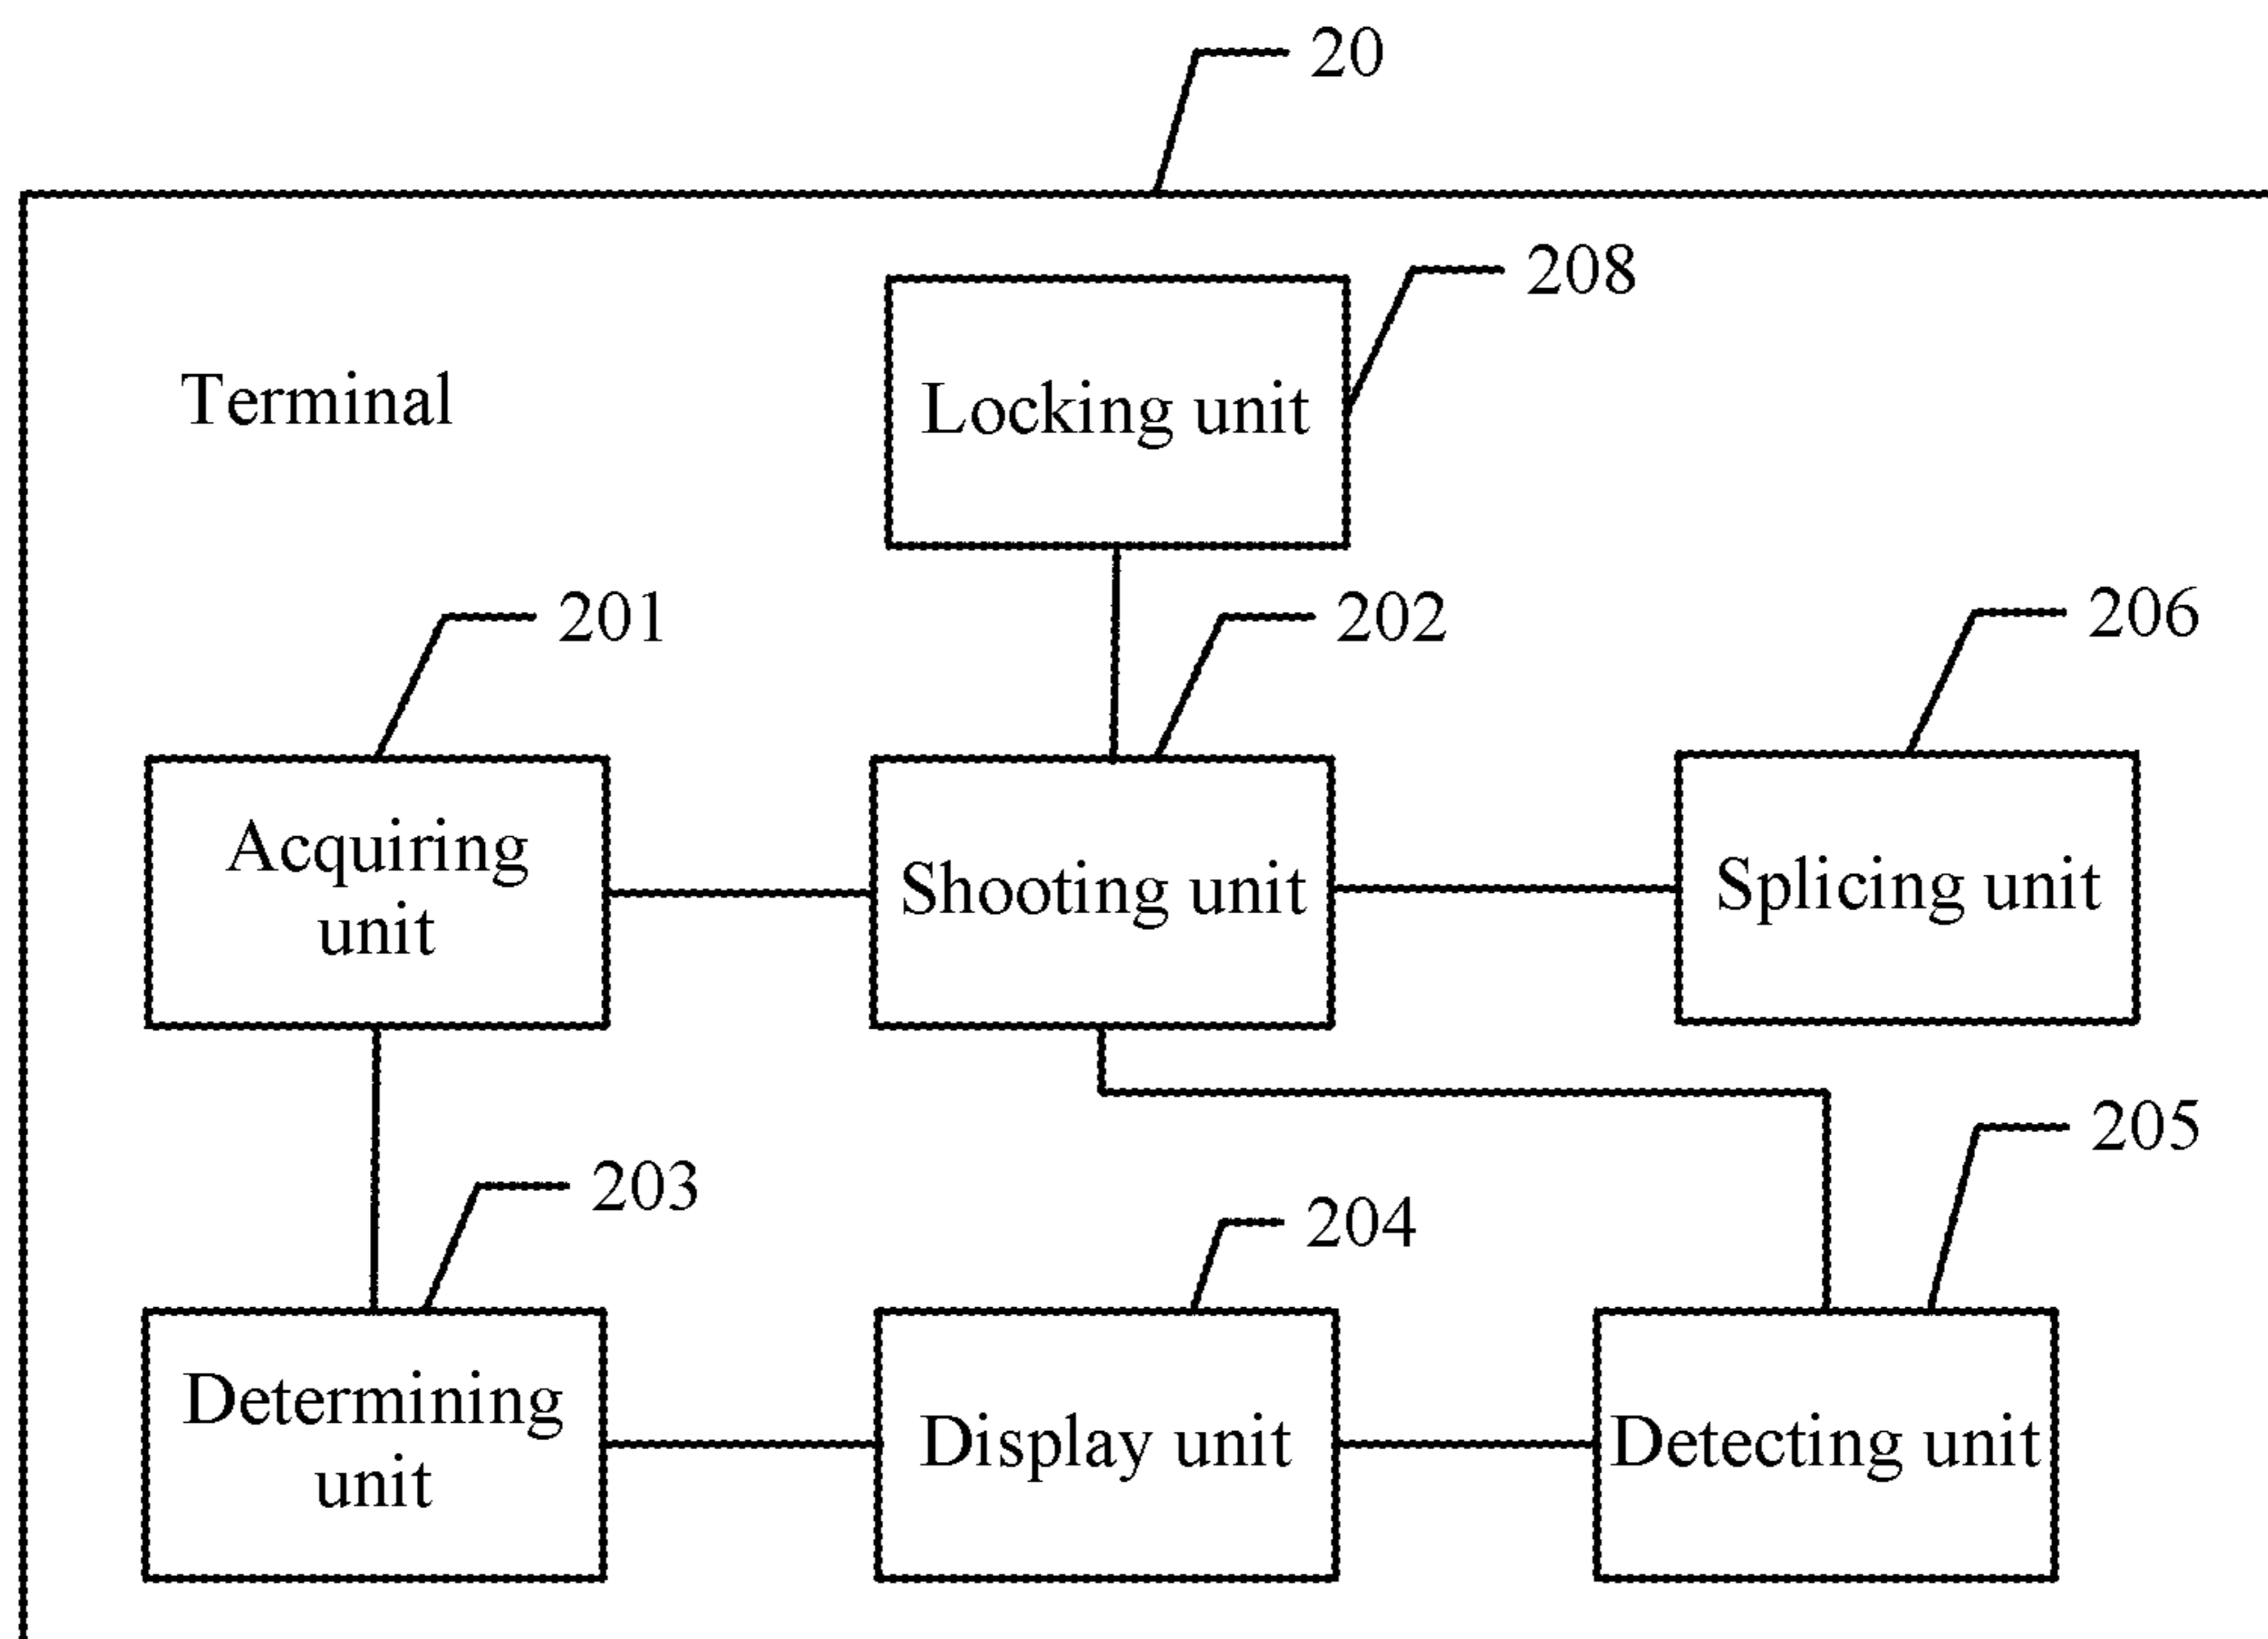 20
208
Terminal
Locking unit
201
202
206
Acquiring
unit
Shooting unit
Splicing unit
205
203
204
Determining
unit
Display unit
Detecting unit